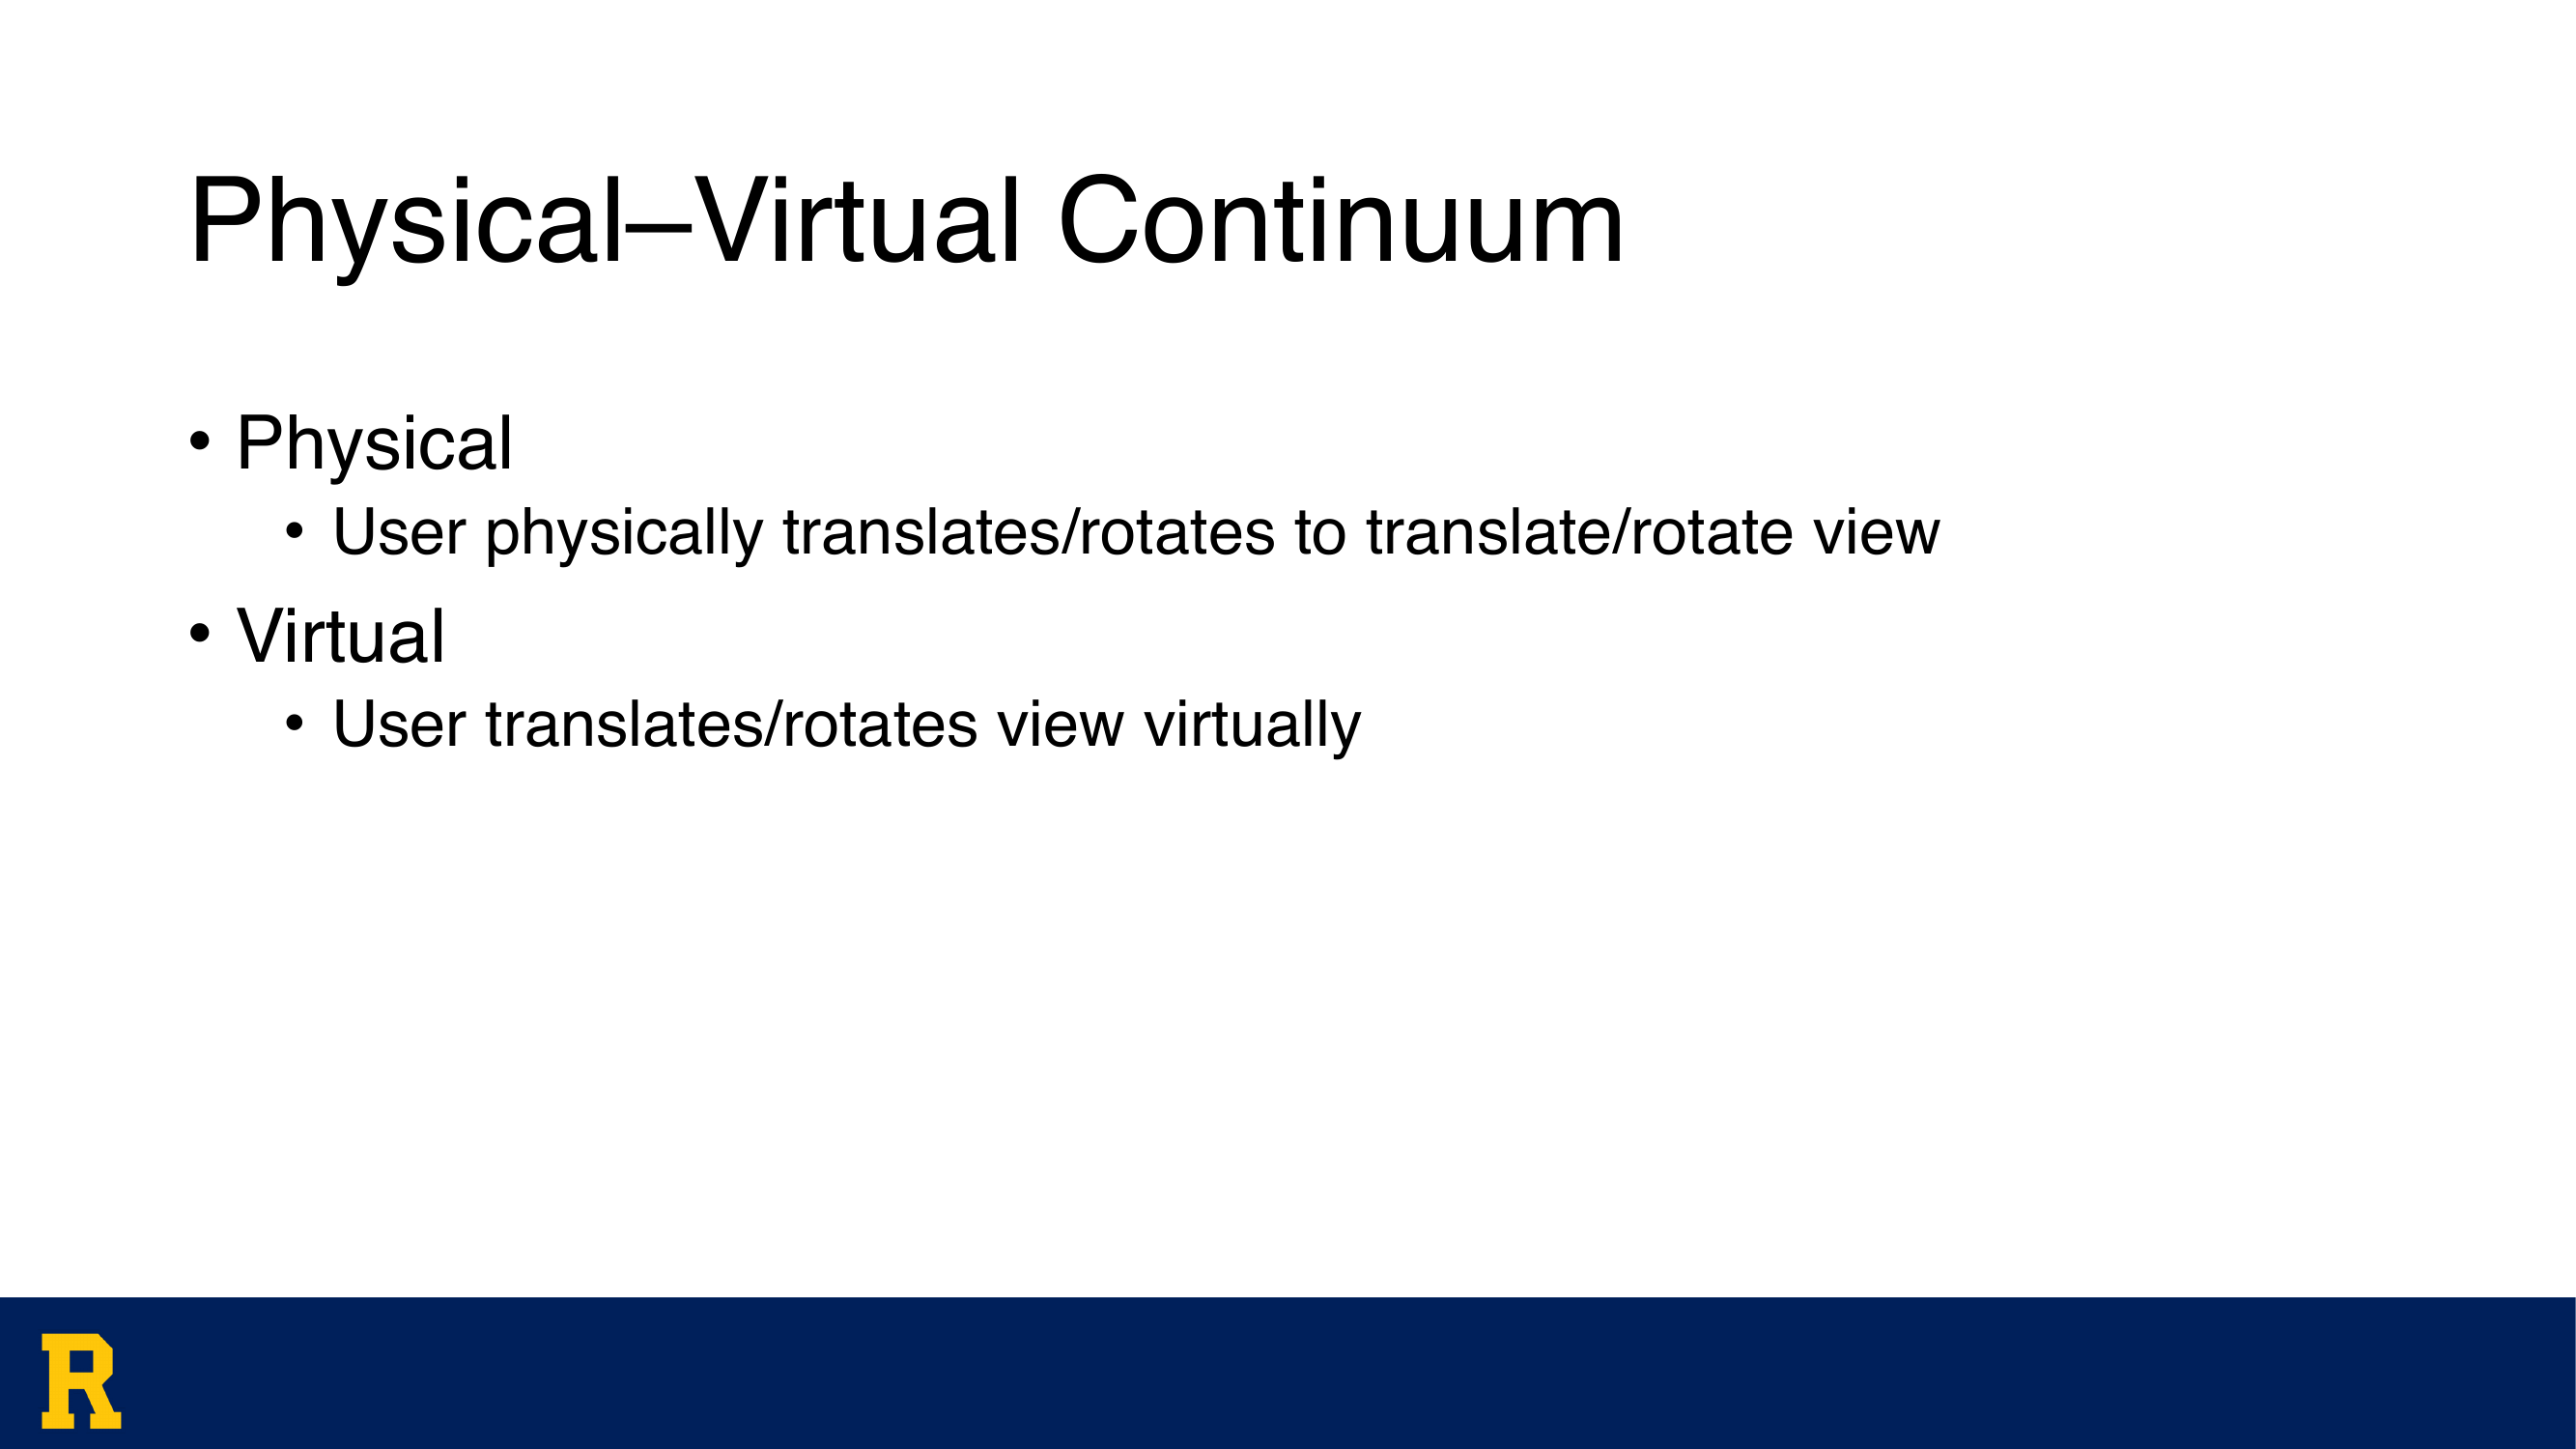 Physical–Virtual Continuum
• Physical
• User physically translates/rotates to translate/rotate view
• Virtual
• User translates/rotates view virtually
R